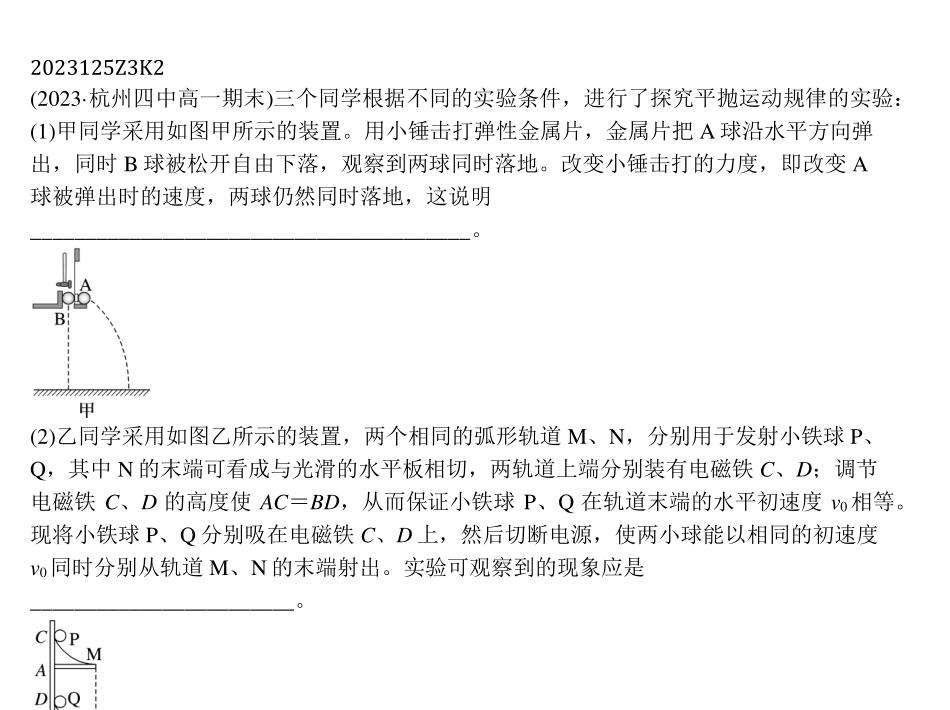 2023125Z3K2
(2023·杭州四中高一期末)三个同学根据不同的实验条件，进行了探究平抛运动规律的实验：
(1)甲同学采用如图甲所示的装置。用小锤击打弹性金属片，金属片把 A 球沿水平方向弹
出，同时 B 球被松开自由下落，观察到两球同时落地。改变小锤击打的力度，即改变 A
球被弹出时的速度，两球仍然同时落地，这说明
________________________________________。
A
B
甲
(2)乙同学采用如图乙所示的装置，两个相同的弧形轨道 M、N，分别用于发射小铁球 P、
Q，其中 N 的末端可看成与光滑的水平板相切，两轨道上端分别装有电磁铁 C、D；调节
电磁铁 C、D 的高度使 AC＝BD，从而保证小铁球 P、Q 在轨道末端的水平初速度 v0 相等。
现将小铁球 P、Q 分别吸在电磁铁 C、D 上，然后切断电源，使两小球能以相同的初速度
v0 同时分别从轨道 M、N 的末端射出。实验可观察到的现象应是
________________________。
C P
M
A
D Q